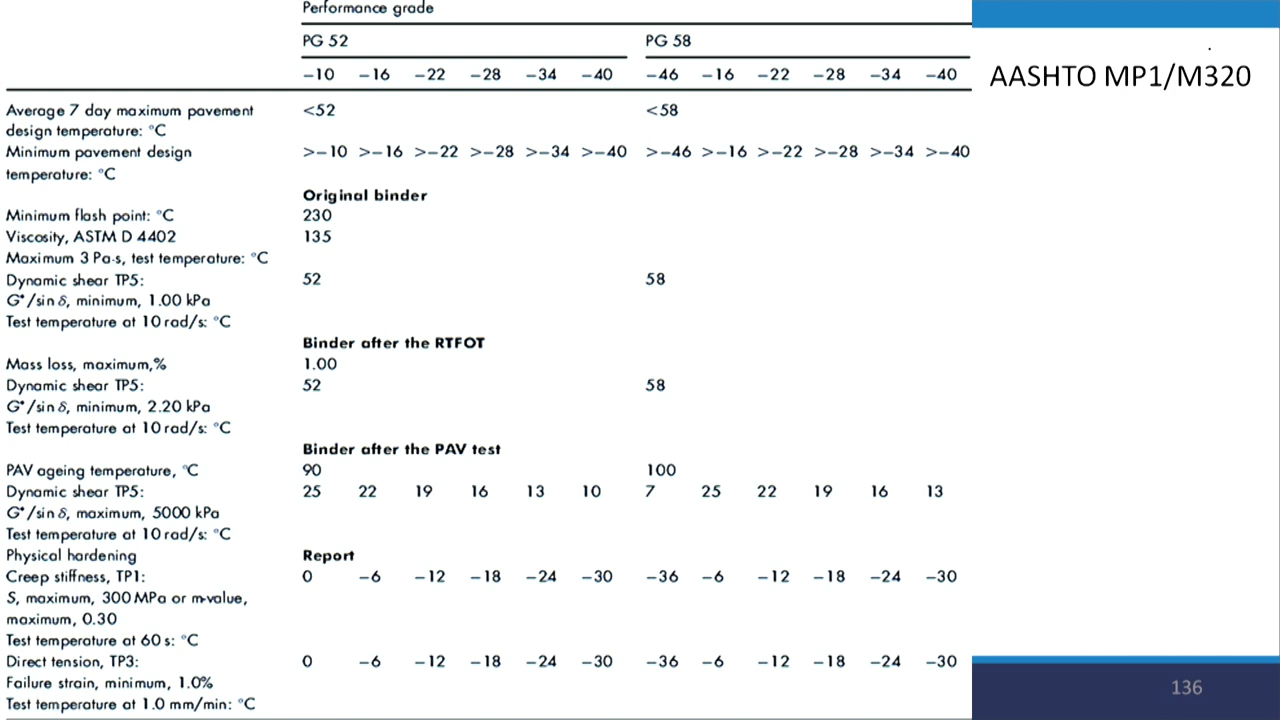 Performance grade
PG 52 PG 58
−10 −16 −22 −28 −34 −40 −46 −16 −22 −28 −34 −40
AASHTO MP1/M320
Average 7 day maximum pavement <52 <58
design temperature: °C
Minimum pavement design >−10 >−16 >−22 >−28 >−34 >−40 >−46 >−16 >−22 >−28 >−34 >−40
temperature: °C
Original binder
Minimum flash point: °C 230
Viscosity, ASTM D 4402 135
Maximum 3 Pa·s, test temperature: °C
Dynamic shear TP5: 52 58
G*/sin δ, minimum, 1.00 kPa
Test temperature at 10 rad/s: °C
Binder after the RTFOT
Mass loss, maximum,% 1.00
Dynamic shear TP5: 52 58
G*/sin δ, minimum, 2.20 kPa
Test temperature at 10 rad/s: °C
Binder after the PAV test
PAV ageing temperature, °C 90 100
Dynamic shear TP5: 25 22 19 16 13 10 7 25 22 19 16 13
G*/sin δ, maximum, 5000 kPa
Test temperature at 10 rad/s: °C
Physical hardening Report
Creep stiffness, TP1: 0 −6 −12 −18 −24 −30 −36 −6 −12 −18 −24 −30
S, maximum, 300 MPa or m-value,
maximum, 0.30
Test temperature at 60 s: °C
Direct tension, TP3: 0 −6 −12 −18 −24 −30 −36 −6 −12 −18 −24 −30
Failure strain, minimum, 1.0%
Test temperature at 1.0 mm/min: °C
136